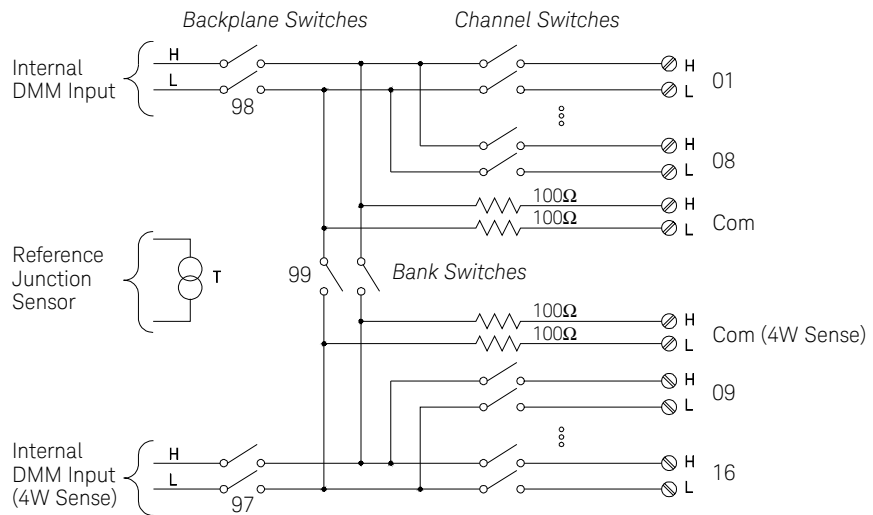 Backplane Switches
Channel Switches
Internal
DMM Input
H
L
98
H
L
01
H
L
08
100Ω
100Ω
H
L
Com
Reference
Junction
Sensor
T
99
Bank Switches
100Ω
100Ω
H
L
Com (4W Sense)
H
L
09
Internal
DMM Input
(4W Sense)
H
L
97
H
L
16